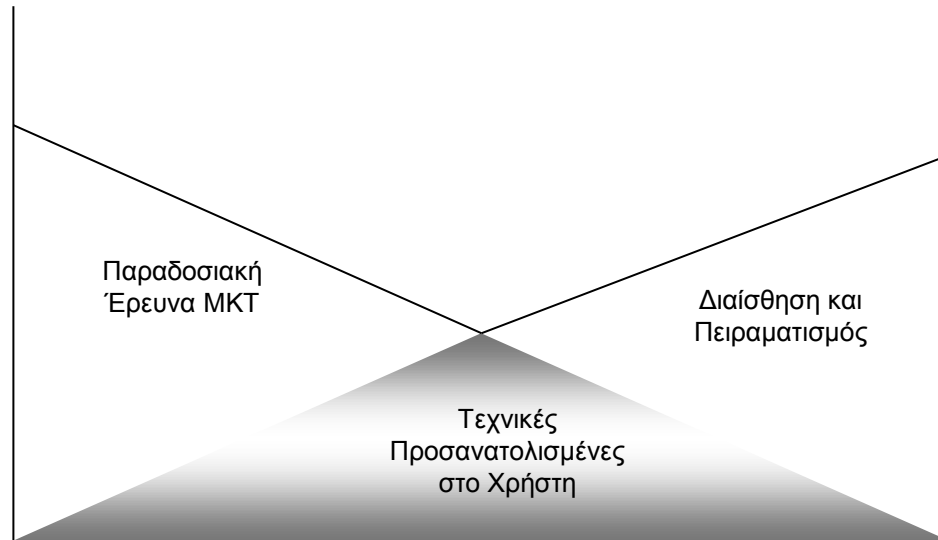 Παραδοσιακή
Έρευνα ΜΚΤ
Διαίσθηση και
Πειραματισμός
Τεχνικές
Προσανατολισμένες
στο Χρήστη